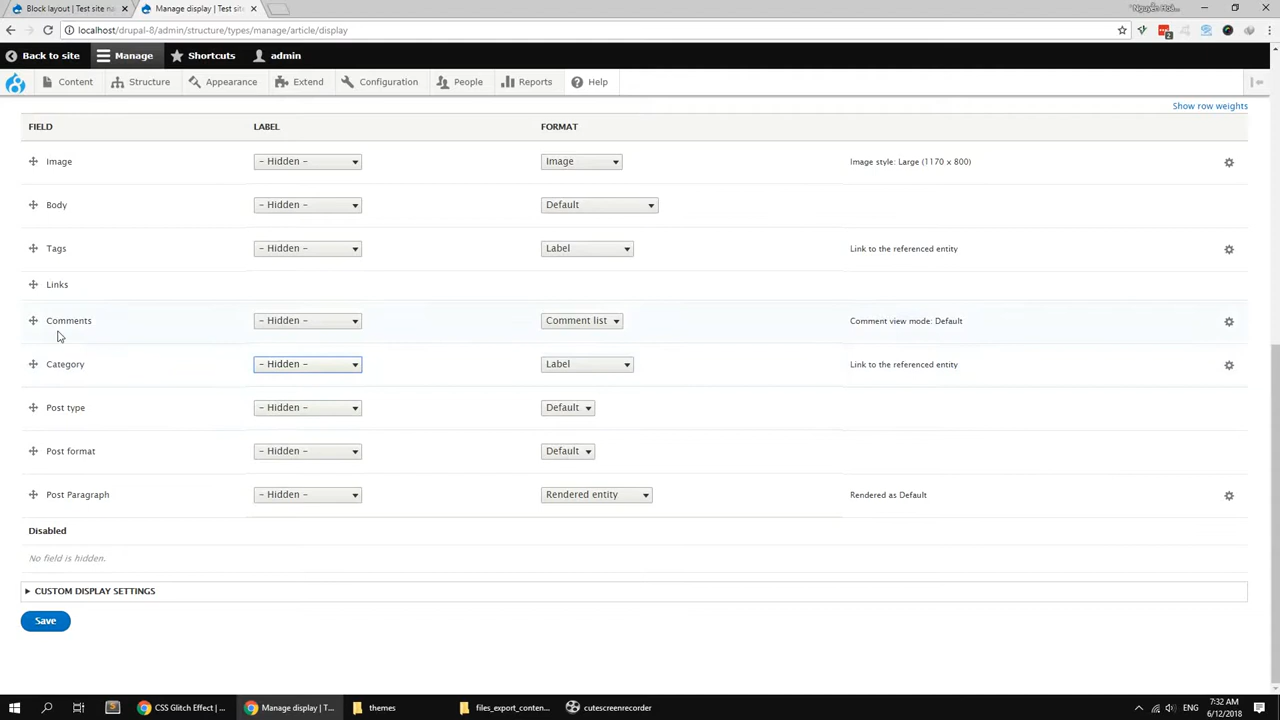 Block layout | Test site na
Manage display | Test site
localhost/drupal-8/admin/structure/types/manage/article/display
2
Back to site
Manage
Shortcuts
admin
Content
Structure
Appearance
Extend
Configuration
People
Reports
Help
Show row weights
FIELD LABEL FORMAT
Image - Hidden - Image Image style: Large (1170 x 800)
Body - Hidden - Default
Tags - Hidden - Label Link to the referenced entity
Links
Comments - Hidden - Comment list Comment view mode: Default
Category - Hidden - Label Link to the referenced entity
Post type - Hidden - Default
Post format - Hidden - Default
Post Paragraph - Hidden - Rendered entity Rendered as Default
Disabled
No field is hidden.
CUSTOM DISPLAY SETTINGS
Save
CSS Glitch Effect | ...
Manage display | T...
themes
files_export_conten...
cutescreenrecorder
ENG
7:32 AM
6/12/2018